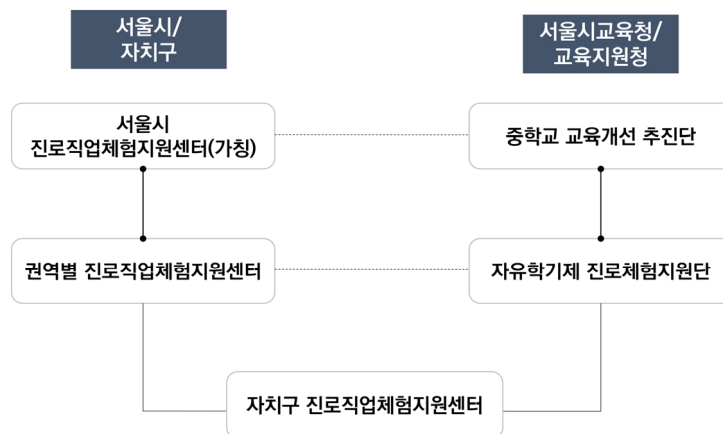 서울시/
자치구
서울시교육청/
교육지원청
서울시
진로직업체험지원센터(가칭)
중학교 교육개선 추진단
권역별 진로직업체험지원센터
자유학기제 진로체험지원단
자치구 진로직업체험지원센터